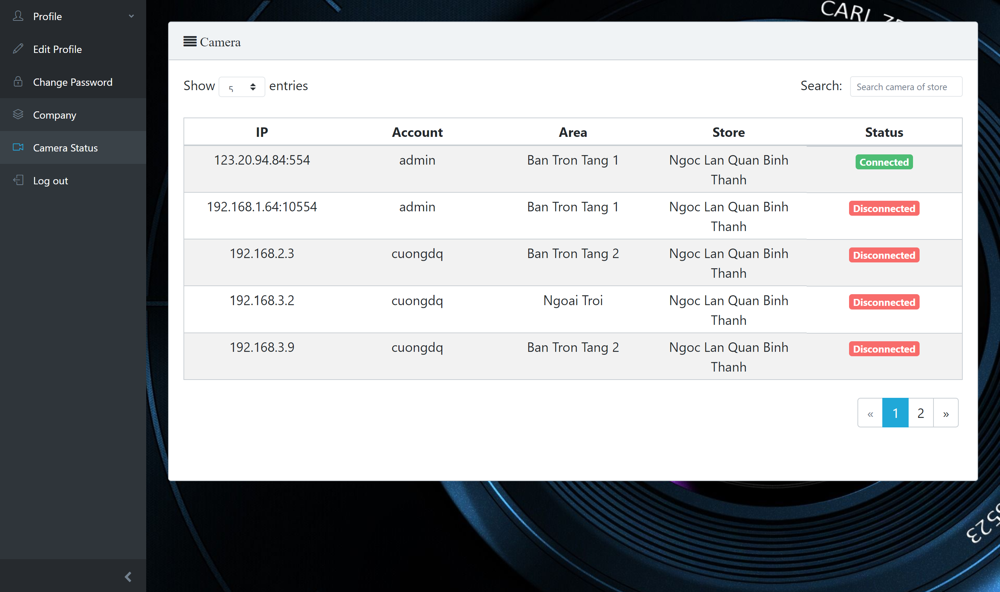 Profile
Edit Profile
Change Password
Company
Camera Status
Log out
Camera
Show 5 entries
Search: Search camera of store
IP Account Area Store Status
123.20.94.84:554 admin Ban Tron Tang 1 Ngoc Lan Quan Binh Thanh Connected
192.168.1.64:10554 admin Ban Tron Tang 1 Ngoc Lan Quan Binh Thanh Disconnected
192.168.2.3 cuongdq Ban Tron Tang 2 Ngoc Lan Quan Binh Thanh Disconnected
192.168.3.2 cuongdq Ngoai Troi Ngoc Lan Quan Binh Thanh Disconnected
192.168.3.9 cuongdq Ban Tron Tang 2 Ngoc Lan Quan Binh Thanh Disconnected
« 1 2 »
CARL
523